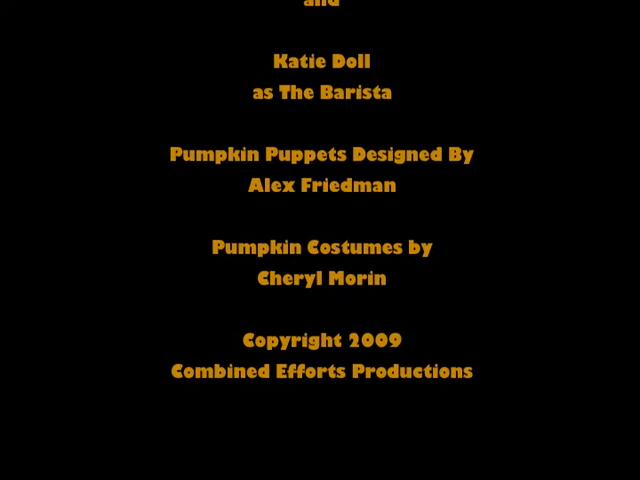 and
Katie Doll
as The Barista
Pumpkin Puppets Designed By
Alex Friedman
Pumpkin Costumes by
Cheryl Morin
Copyright 2009
Combined Efforts Productions